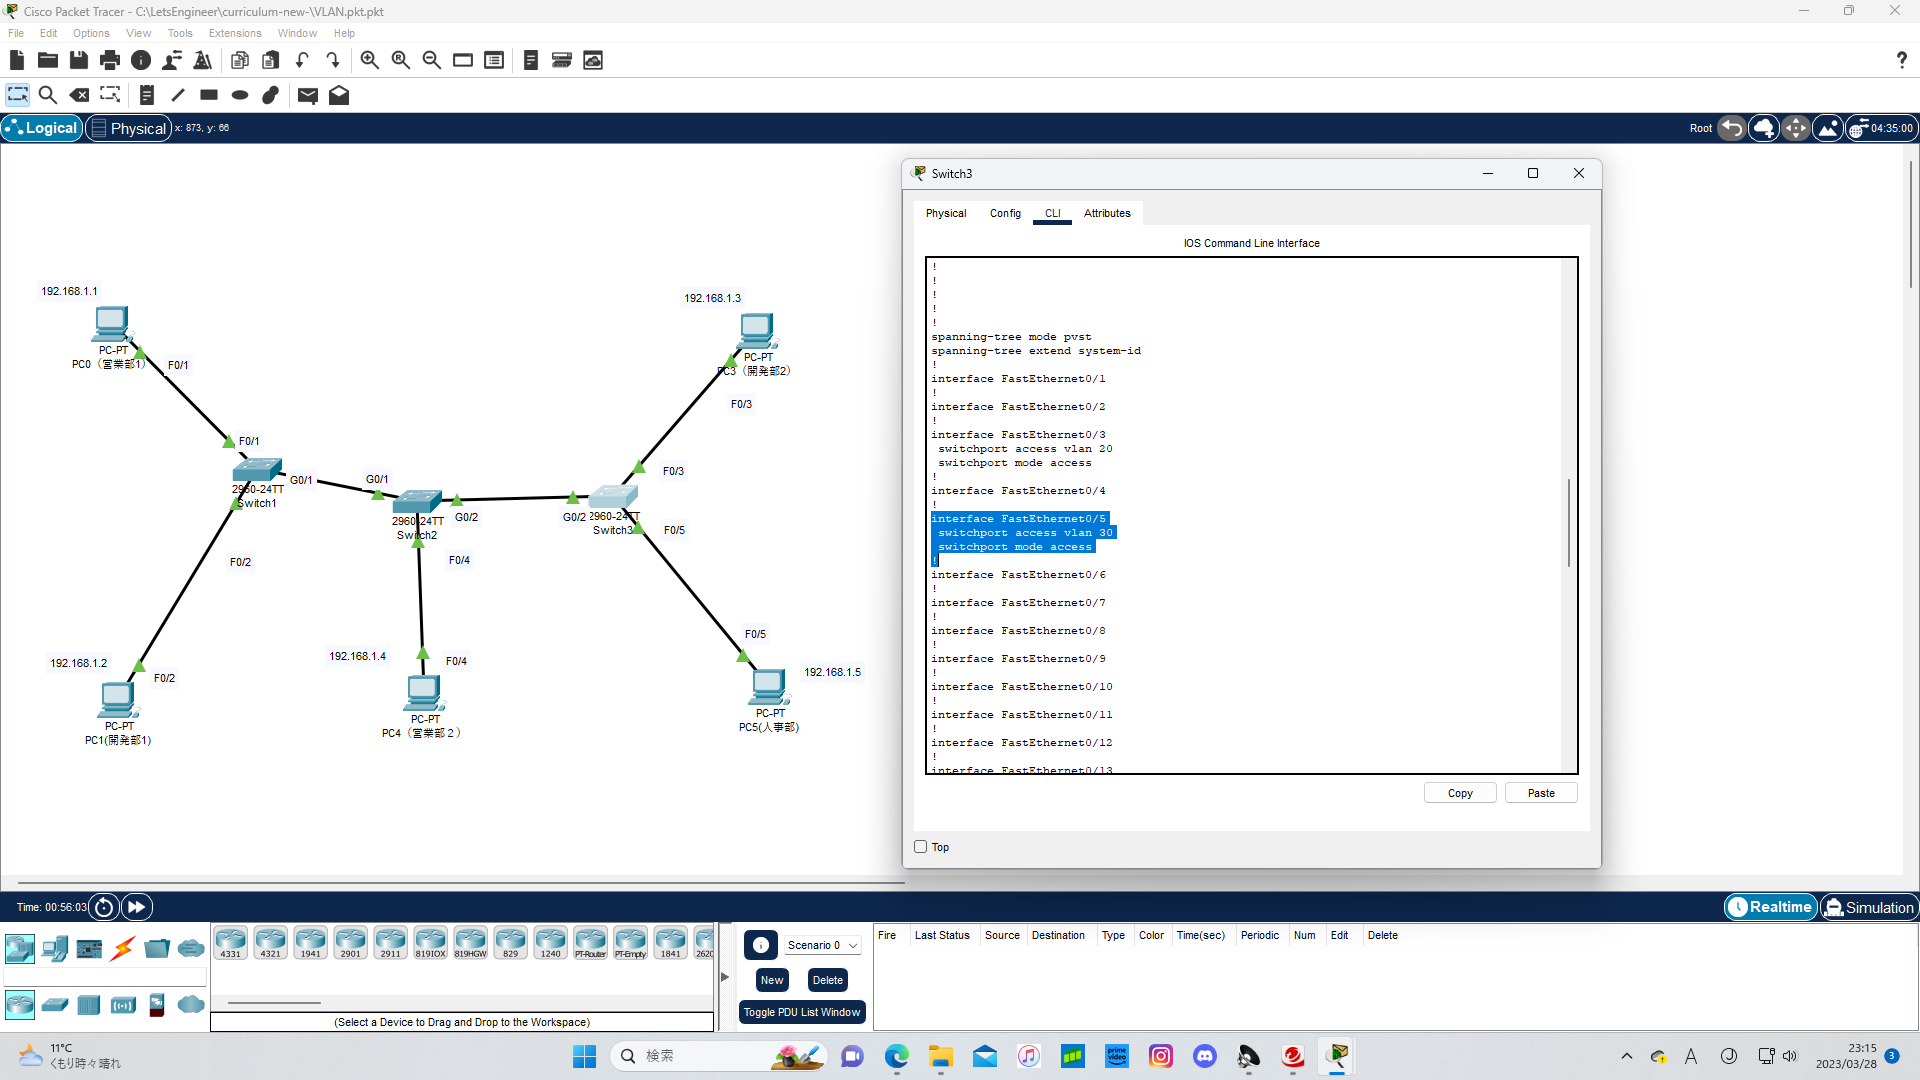 Cisco Packet Tracer - C:\LetsEngineer\curriculum-new-\VLAN.pkt.pkt
File Edit Options View Tools Extensions Window Help
Logical Physical x: 873, y: 66 Root 04:35:00
192.168.1.1
PC-PT
PC0（営業部1）
F0/1
F0/1
2960-24TT
Switch1
G0/1
F0/2
192.168.1.2
F0/2
PC-PT
PC1(開発部1)
G0/1
2960-24TT
Switch2
G0/2
F0/4
192.168.1.4
F0/4
PC-PT
PC4（営業部２）
192.168.1.3
PC-PT
PC3（開発部2）
F0/3
F0/3
G0/2
2960-24TT
Switch3
F0/5
F0/5
192.168.1.5
PC-PT
PC5(人事部)
Switch3
Physical Config CLI Attributes
IOS Command Line Interface
!
!
!
!
!
spanning-tree mode pvst
spanning-tree extend system-id
!
interface FastEthernet0/1
!
interface FastEthernet0/2
!
interface FastEthernet0/3
switchport access vlan 20
switchport mode access
!
interface FastEthernet0/4
!
interface FastEthernet0/5
switchport access vlan 30
switchport mode access
!
interface FastEthernet0/6
!
interface FastEthernet0/7
!
interface FastEthernet0/8
!
interface FastEthernet0/9
!
interface FastEthernet0/10
!
interface FastEthernet0/11
!
interface FastEthernet0/12
!
interface FastEthernet0/13
Copy Paste
Top
Time: 00:56:03 Realtime Simulation
4331 4321 1941 2901 2911 819IOX 819HGW 829 1240 PT-Router PT-Empty 1841 2620
(Select a Device to Drag and Drop to the Workspace)
Scenario 0
New Delete
Toggle PDU List Window
Fire Last Status Source Destination Type Color Time(sec) Periodic Num Edit Delete
11°C
くもり時々晴れ
検索
prime video
A
23:15
2023/03/28
3